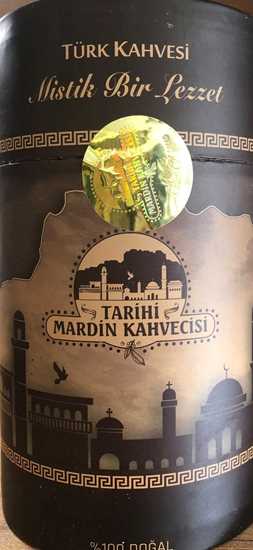 TÜRK KAHVESİ
Mistik Bir Lezzet
TARİHİ
MARDİN KAHVECİSİ
%100 DOĞAL